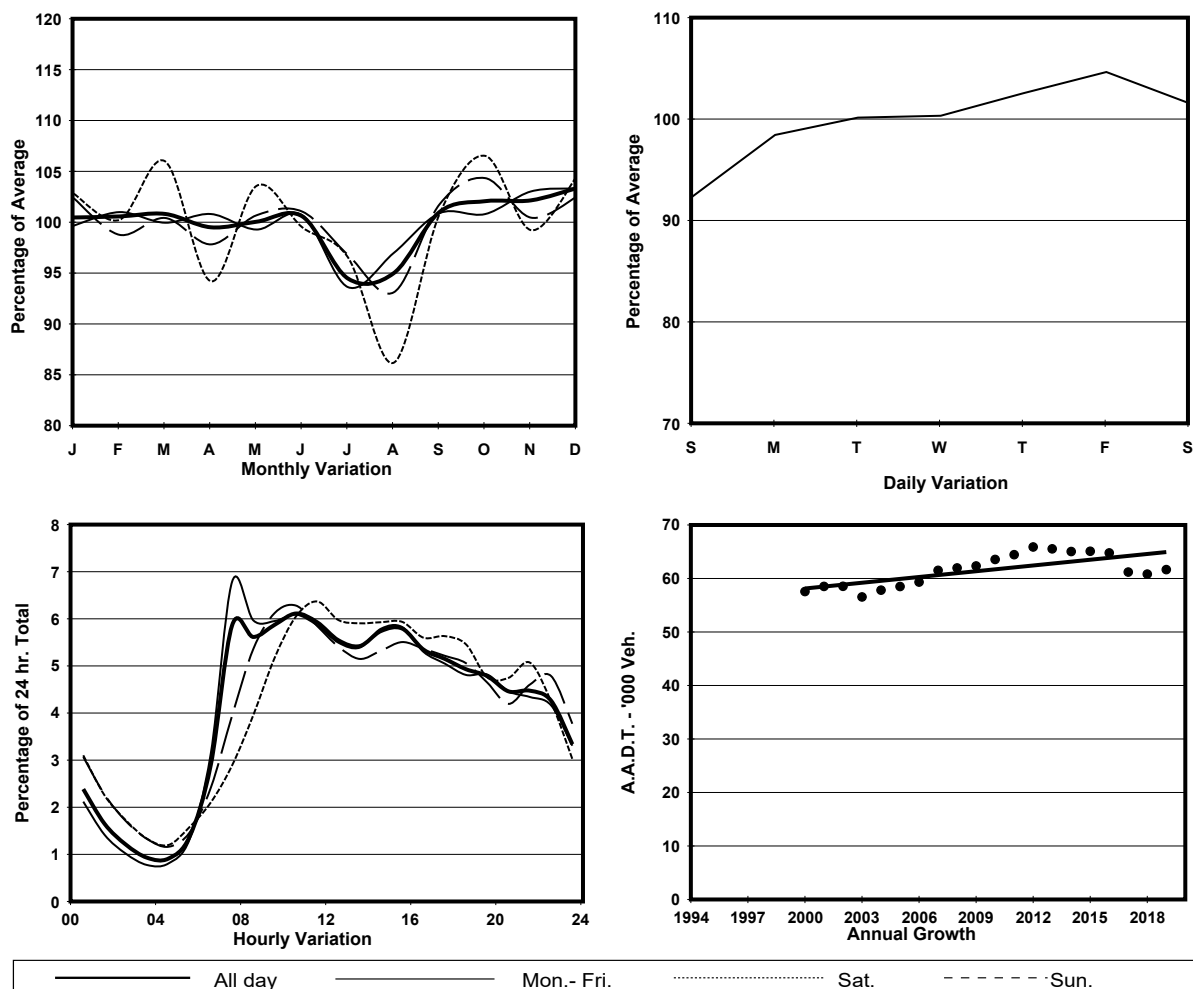 120
115
110
105
100
95
90
85
80
Percentage of Average
J F M A M J J A S O N D
Monthly Variation
110
100
90
80
70
Percentage of Average
S M T W T F S
Daily Variation
8
7
6
5
4
3
2
1
0
Percentage of 24 hr. Total
00 04 08 12 16 20 24
Hourly Variation
70
60
50
40
30
20
10
0
A.A.D.T. - '000 Veh.
1994 1997 2000 2003 2006 2009 2012 2015 2018
Annual Growth
All day Mon.- Fri. Sat. Sun.